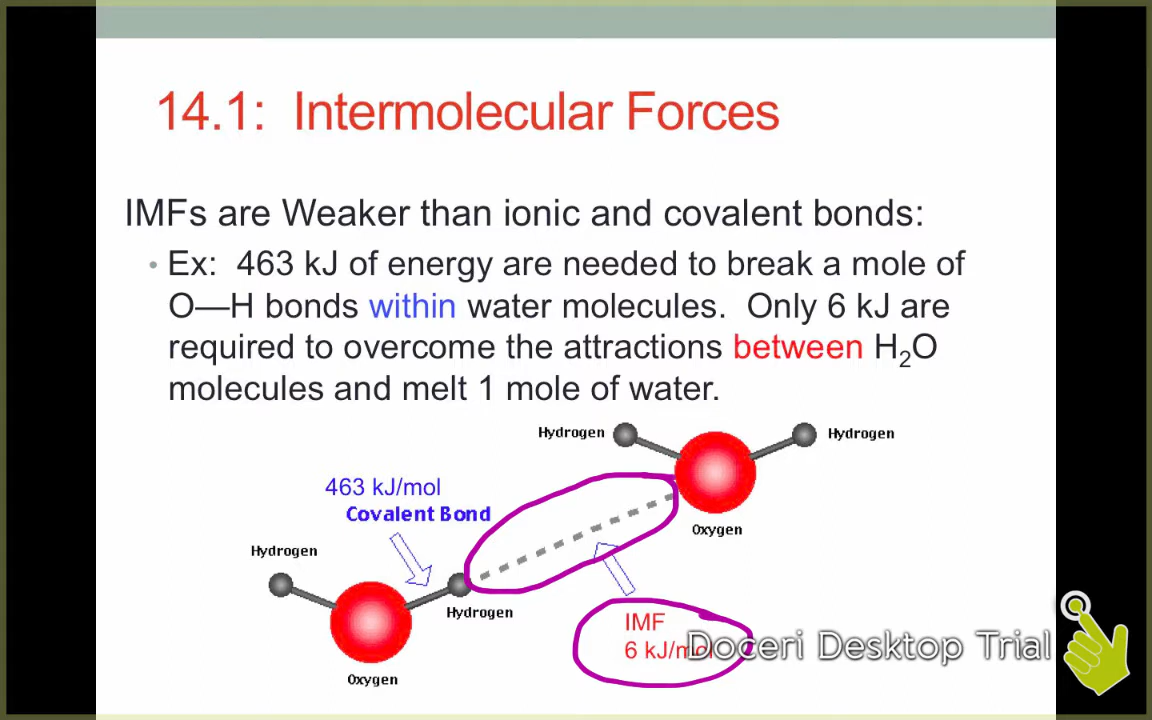 14.1: Intermolecular Forces
IMFs are Weaker than ionic and covalent bonds:
• Ex: 463 kJ of energy are needed to break a mole of
O—H bonds within water molecules. Only 6 kJ are
required to overcome the attractions between H₂O
molecules and melt 1 mole of water.
Hydrogen
Hydrogen
463 kJ/mol
Covalent Bond
Oxygen
Hydrogen
Hydrogen
IMF
6 kJ/mol
Doceri Desktop Trial
Oxygen